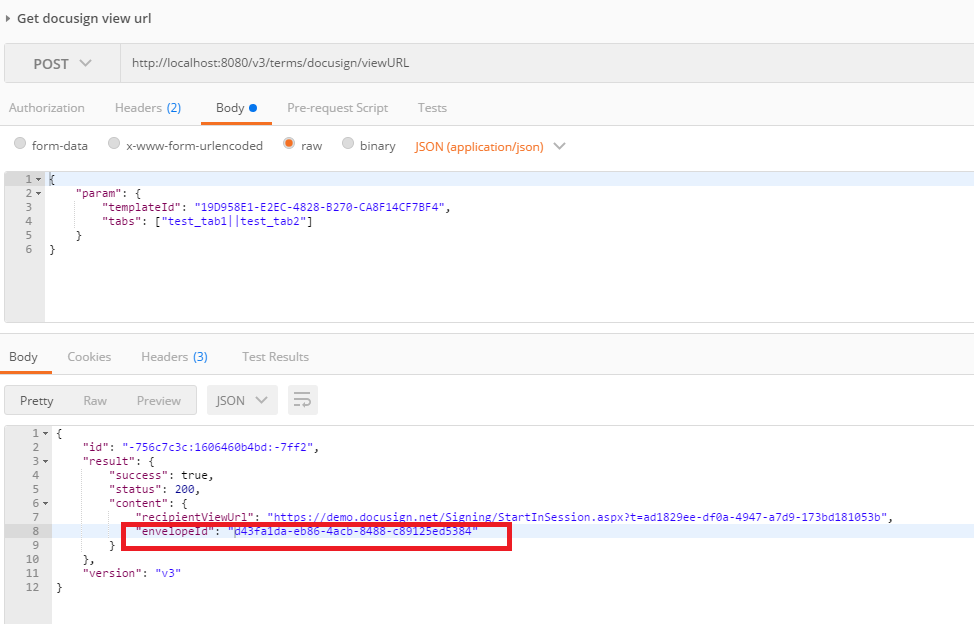 Get docusign view url
POST http://localhost:8080/v3/terms/docusign/viewURL
Authorization Headers (2) Body Pre-request Script Tests
form-data x-www-form-urlencoded raw binary JSON (application/json)
1 {
2 "param": {
3 "templateId": "19D958E1-E2EC-4828-B270-CA8F14CF7BF4",
4 "tabs": ["test_tab1||test_tab2"]
5 }
6 }
Body Cookies Headers (3) Test Results
Pretty Raw Preview JSON
1 {
2 "id": "-756c7c3c:1606460b4bd:-7ff2",
3 "result": {
4 "success": true,
5 "status": 200,
6 "content": {
7 "recipientViewUrl": "https://demo.docusign.net/Signing/StartInSession.aspx?t=ad1829ee-df0a-4947-a7d9-173bd181053b",
8 "envelopeId": "d43fa1da-eb86-4acb-8488-c89125ed5384"
9 }
10 },
11 "version": "v3"
12 }